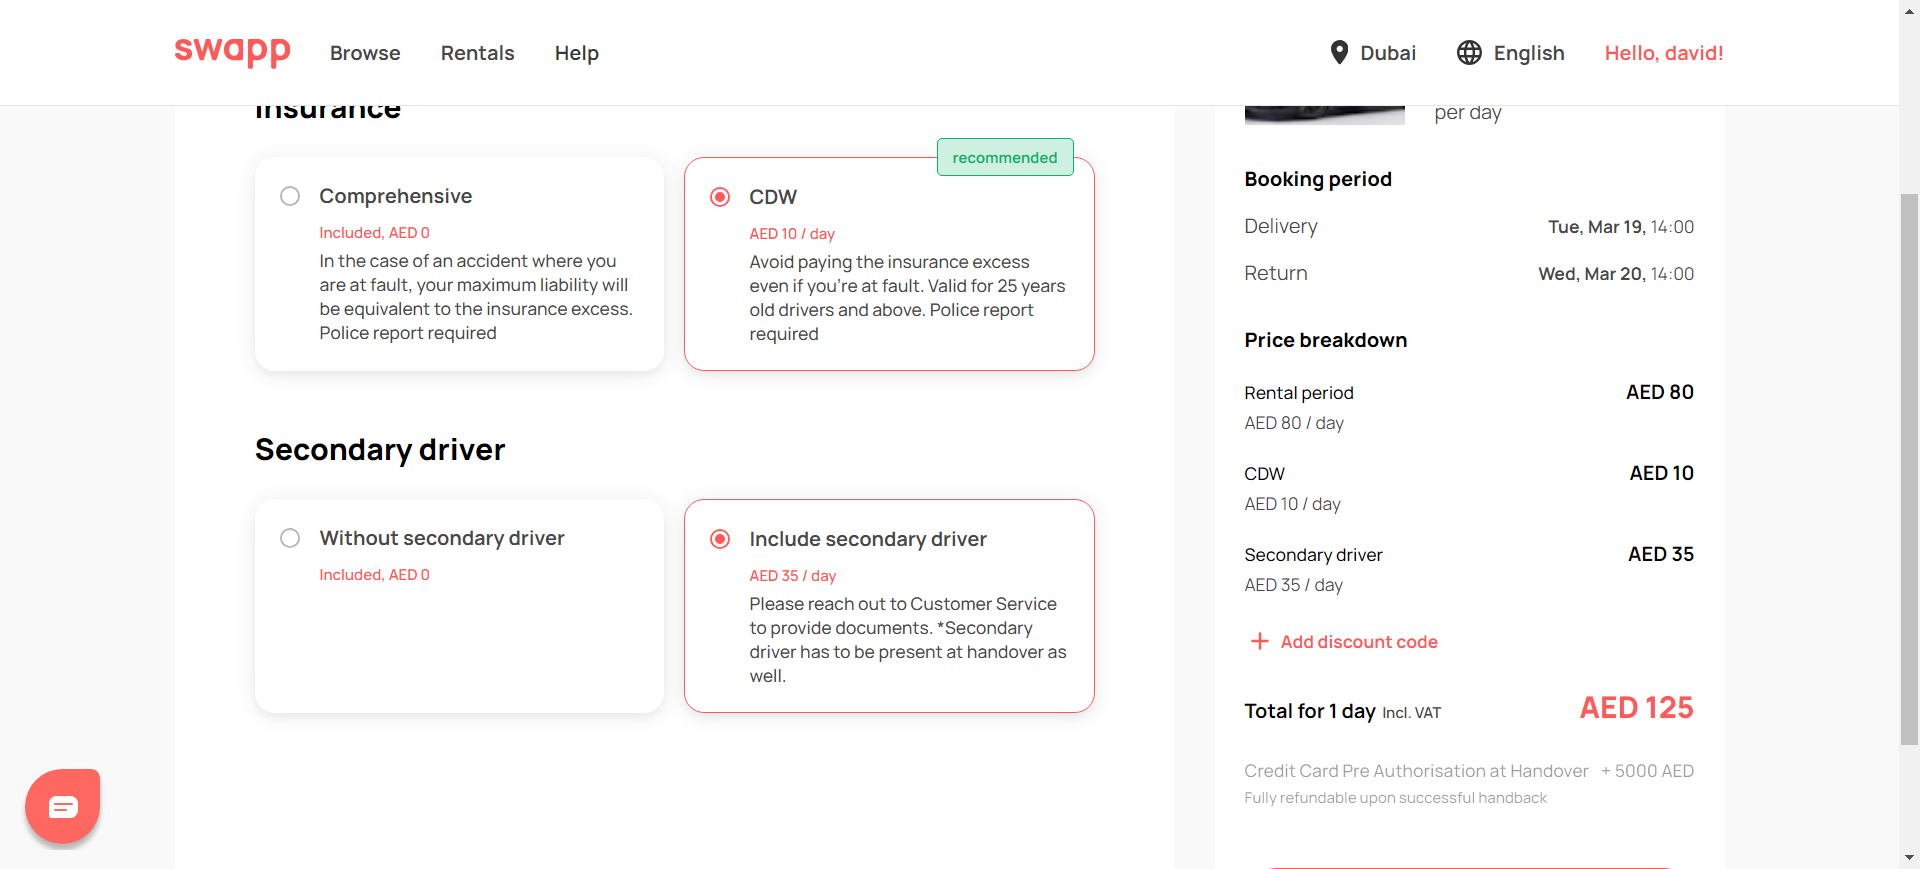 swapp
Browse
Rentals
Help
Dubai
English
Hello, david!
Insurance
recommended
Comprehensive
Included, AED 0
In the case of an accident where you
are at fault, your maximum liability will
be equivalent to the insurance excess.
Police report required
CDW
AED 10 / day
Avoid paying the insurance excess
even if you're at fault. Valid for 25 years
old drivers and above. Police report
required
Secondary driver
Without secondary driver
Included, AED 0
Include secondary driver
AED 35 / day
Please reach out to Customer Service
to provide documents. *Secondary
driver has to be present at handover as
well.
per day
Booking period
Delivery Tue, Mar 19, 14:00
Return Wed, Mar 20, 14:00
Price breakdown
Rental period AED 80
AED 80 / day
CDW AED 10
AED 10 / day
Secondary driver AED 35
AED 35 / day
+ Add discount code
Total for 1 day Incl. VAT AED 125
Credit Card Pre Authorisation at Handover + 5000 AED
Fully refundable upon successful handback